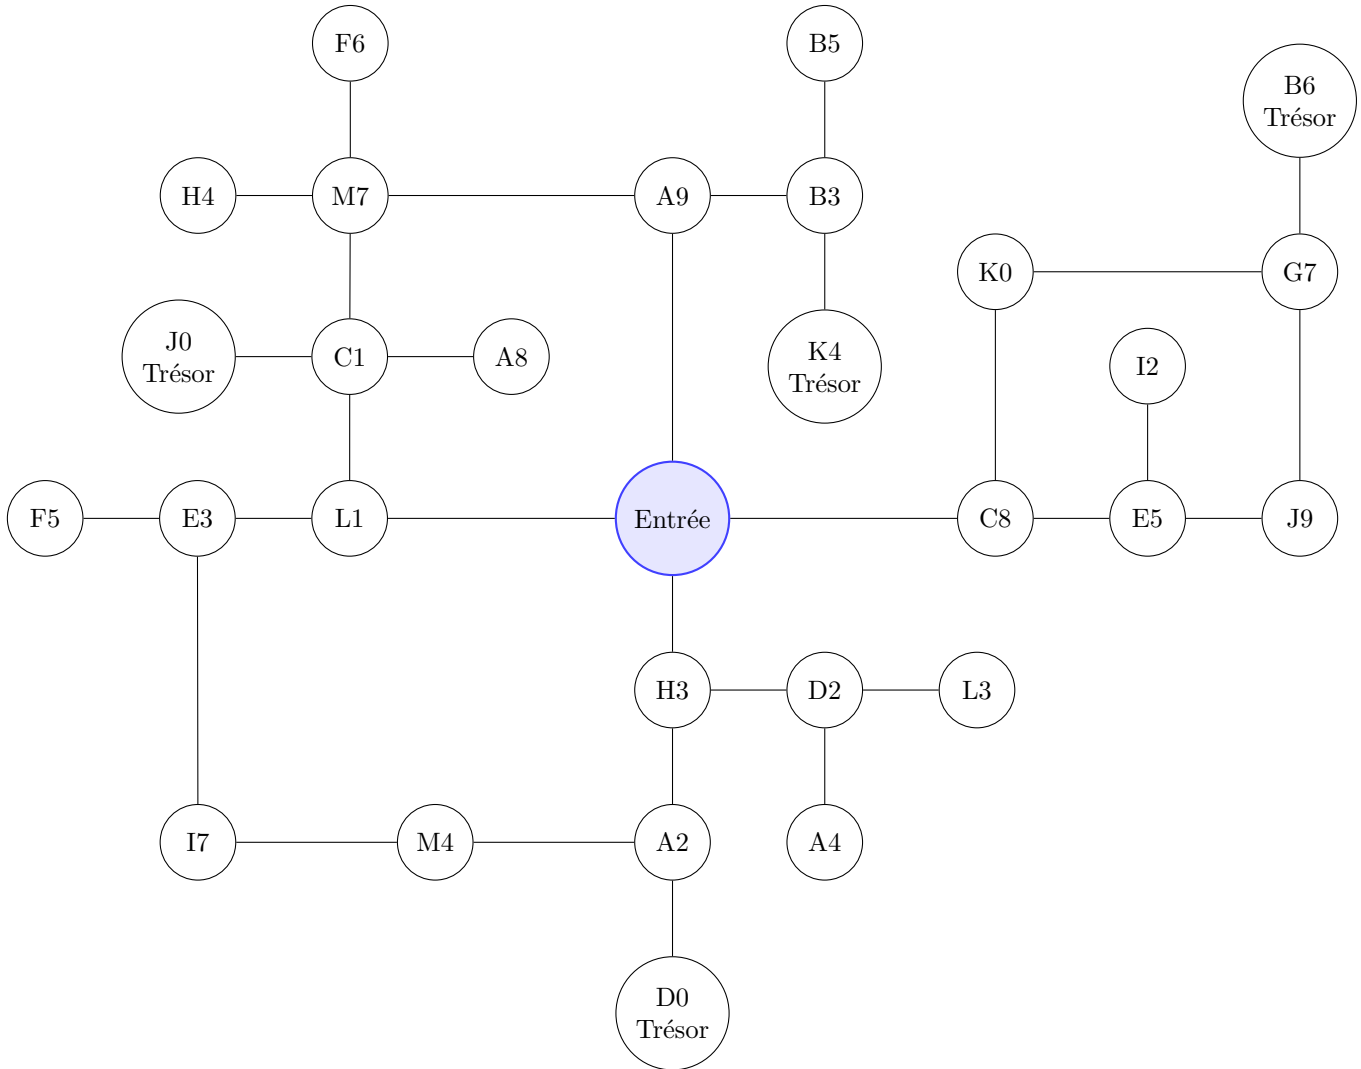 F6
B5
B6
Trésor
H4
M7
A9
B3
K0
G7
J0
Trésor
C1
A8
K4
Trésor
I2
F5
E3
L1
Entrée
C8
E5
J9
H3
D2
L3
I7
M4
A2
A4
D0
Trésor